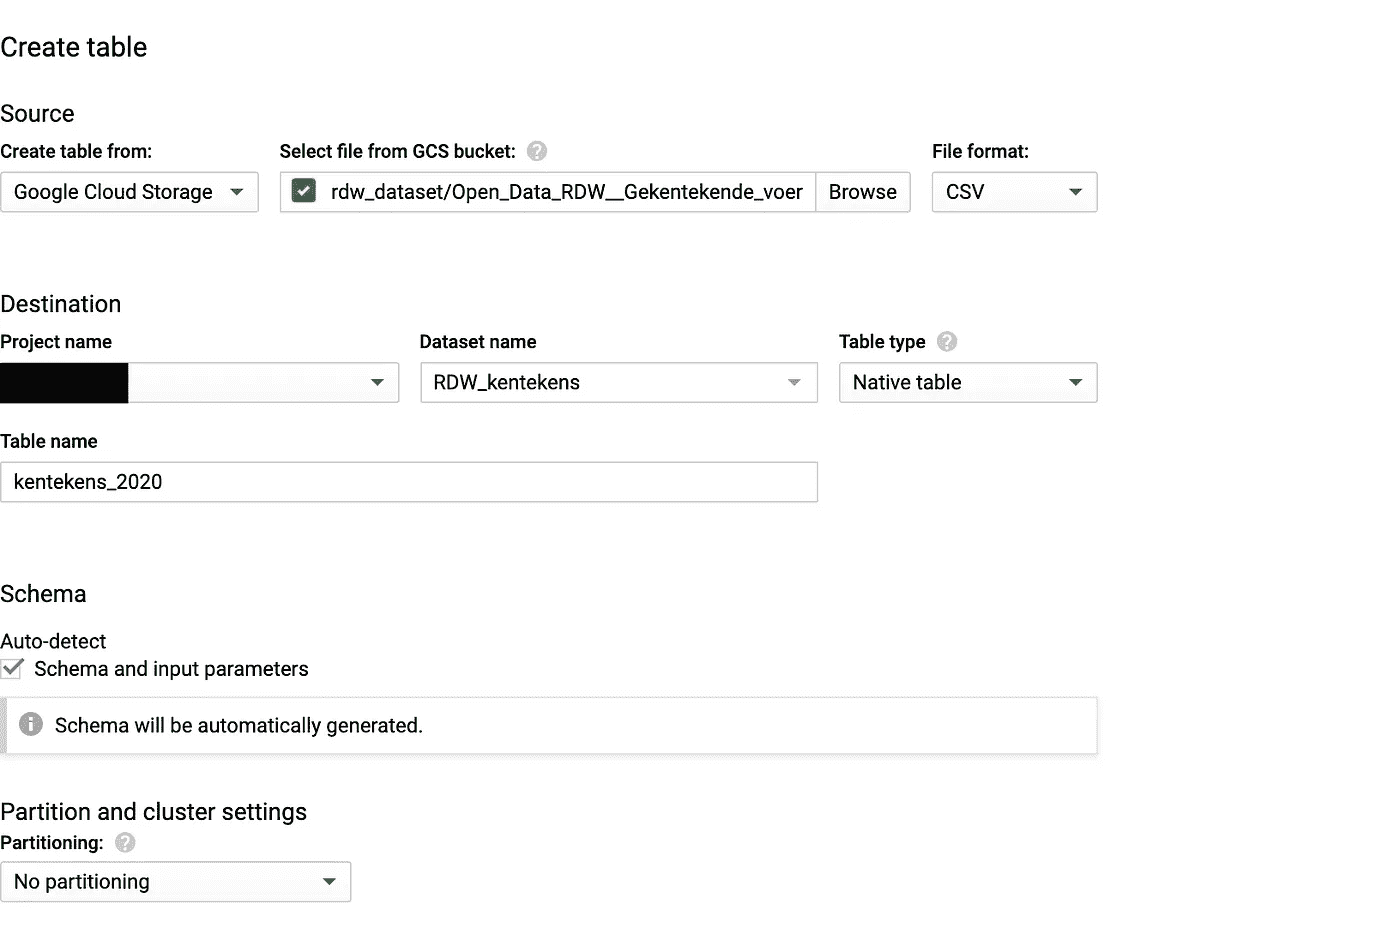 Create table
Source
Create table from: Select file from GCS bucket: ? File format:
Google Cloud Storage rdw_dataset/Open_Data_RDW__Gekentekende_voer Browse CSV
Destination
Project name Dataset name Table type ?
RDW_kentekens Native table
Table name
kentekens_2020
Schema
Auto-detect
Schema and input parameters
Schema will be automatically generated.
Partition and cluster settings
Partitioning: ?
No partitioning